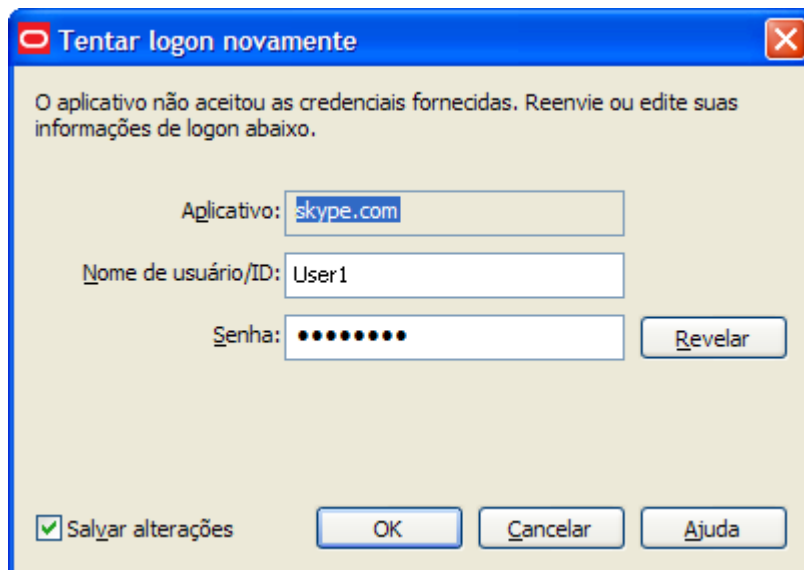 Tentar logon novamente
O aplicativo não aceitou as credenciais fornecidas. Reenvie ou edite suas
informações de logon abaixo.
Aplicativo: skype.com
Nome de usuário/ID: User1
Senha: ●●●●●●●● Revelar
Salvar alterações OK Cancelar Ajuda